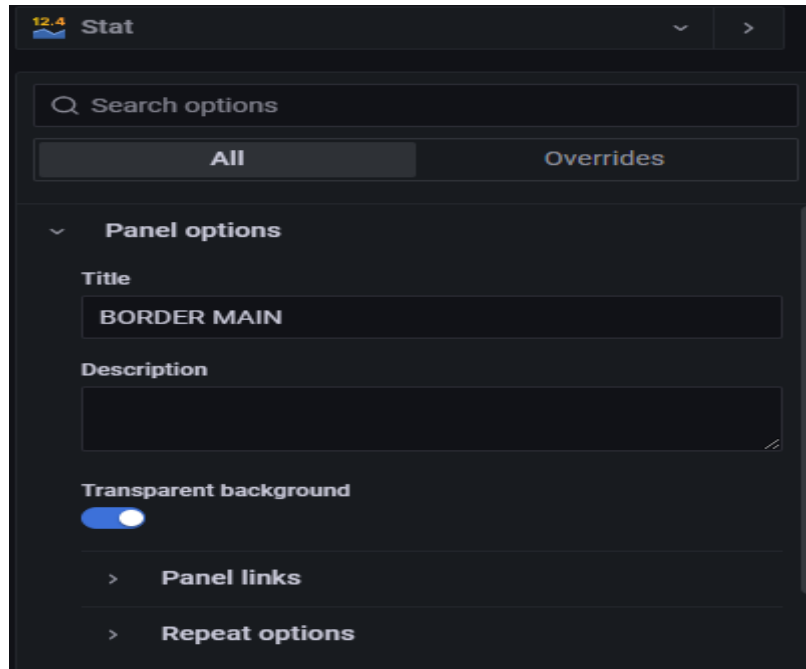 12.4 Stat
Search options
All Overrides
Panel options
Title
BORDER MAIN
Description
Transparent background
Panel links
Repeat options